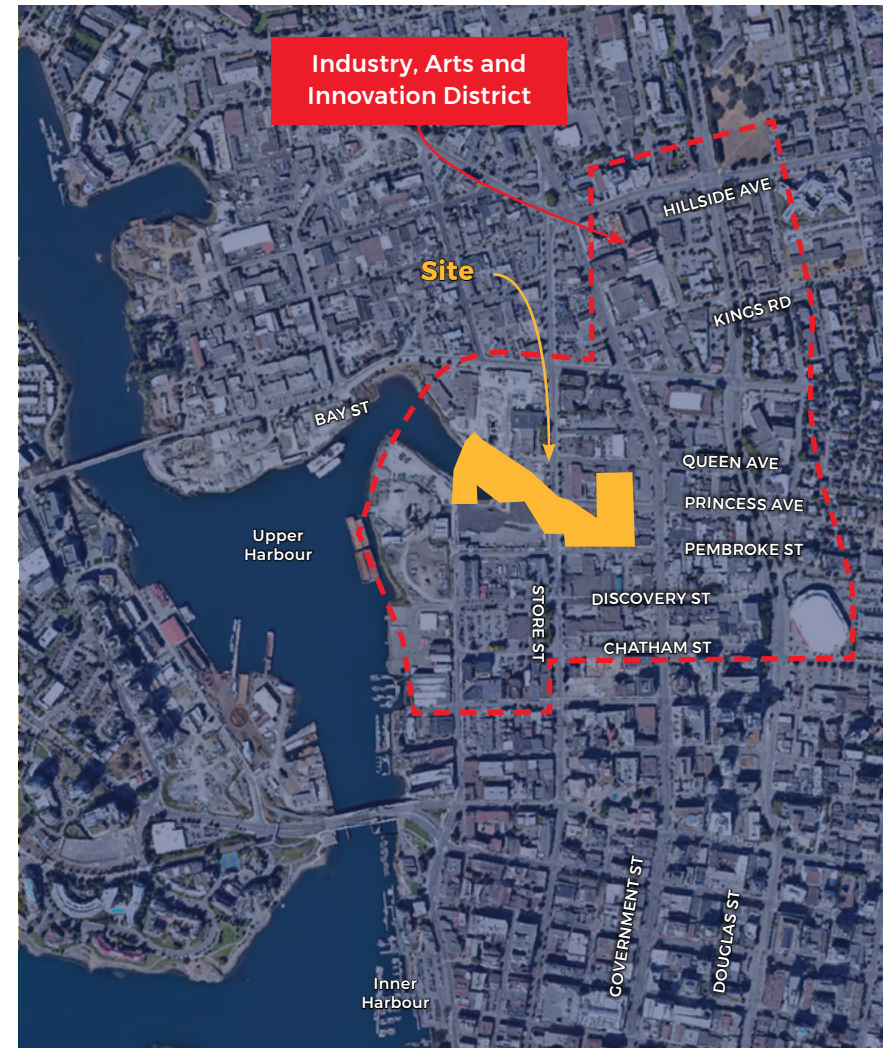 Industry, Arts and
Innovation District
HILLSIDE AVE
Site
KINGS RD
BAY ST
QUEEN AVE
PRINCESS AVE
Upper
Harbour
PEMBROKE ST
DISCOVERY ST
STORE ST
CHATHAM ST
GOVERNMENT ST
DOUGLAS ST
Inner
Harbour